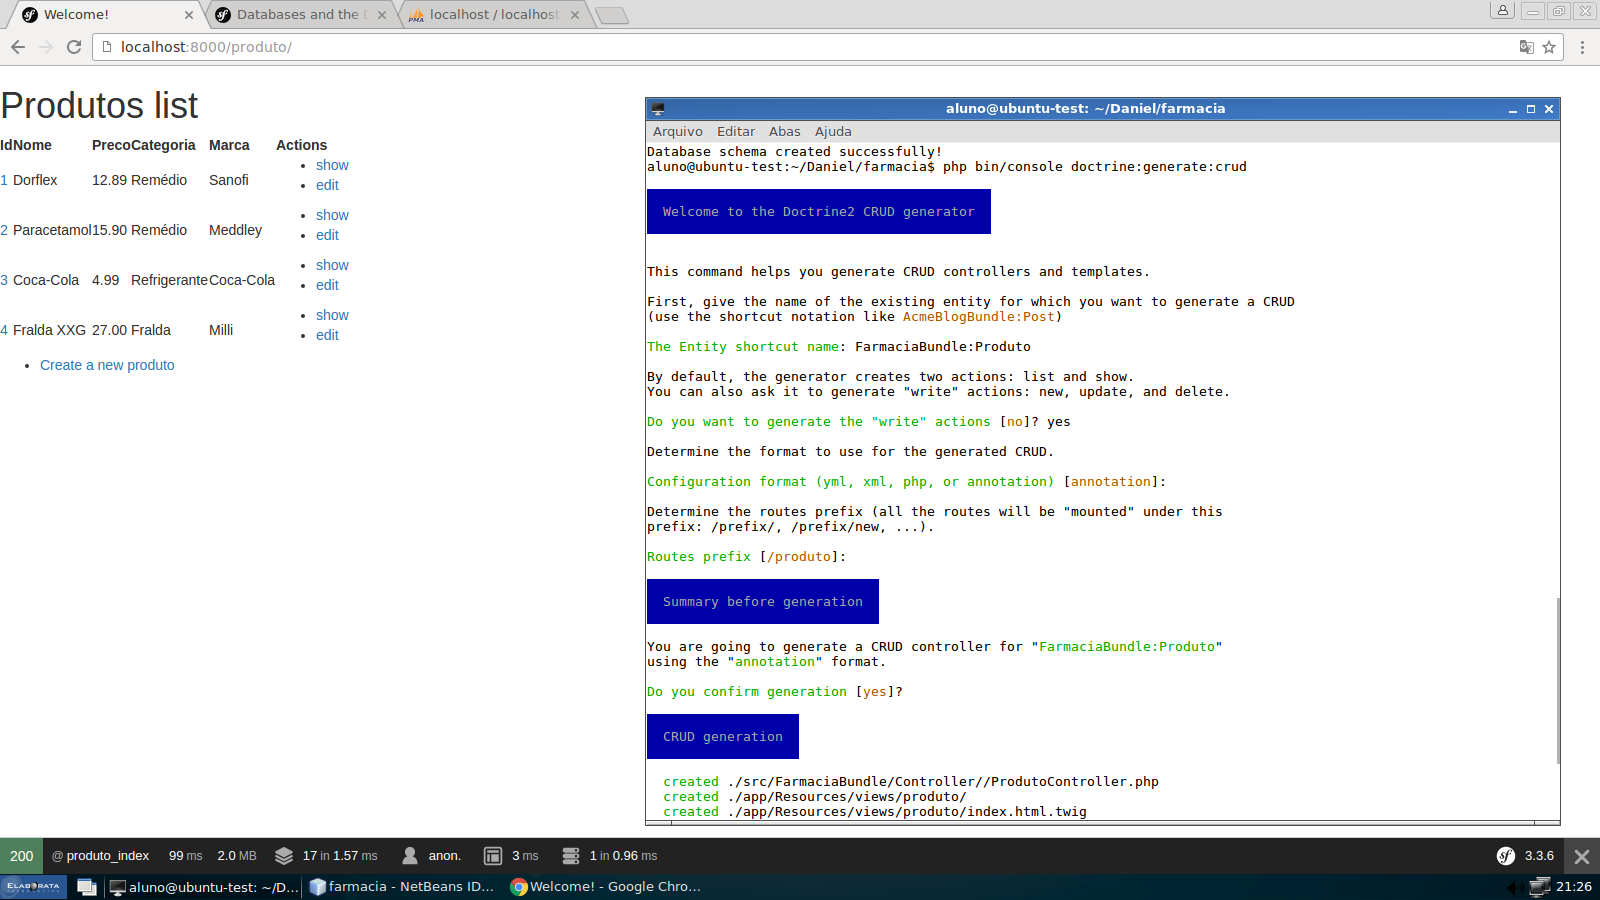 Welcome!
Databases and the D
localhost / localhost
localhost:8000/produto/
Produtos list
Id Nome Preco Categoria Marca Actions
1 Dorflex 12.89 Remédio Sanofi
show
edit
2 Paracetamol 15.90 Remédio Meddley
show
edit
3 Coca-Cola 4.99 Refrigerante Coca-Cola
show
edit
4 Fralda XXG 27.00 Fralda Milli
show
edit
Create a new produto
aluno@ubuntu-test: ~/Daniel/farmacia
Arquivo Editar Abas Ajuda
Database schema created successfully!
aluno@ubuntu-test:~/Daniel/farmacia$ php bin/console doctrine:generate:crud
Welcome to the Doctrine2 CRUD generator
This command helps you generate CRUD controllers and templates.
First, give the name of the existing entity for which you want to generate a CRUD
(use the shortcut notation like AcmeBlogBundle:Post)
The Entity shortcut name: FarmaciaBundle:Produto
By default, the generator creates two actions: list and show.
You can also ask it to generate "write" actions: new, update, and delete.
Do you want to generate the "write" actions [no]? yes
Determine the format to use for the generated CRUD.
Configuration format (yml, xml, php, or annotation) [annotation]:
Determine the routes prefix (all the routes will be "mounted" under this
prefix: /prefix/, /prefix/new, ...).
Routes prefix [/produto]:
Summary before generation
You are going to generate a CRUD controller for "FarmaciaBundle:Produto"
using the "annotation" format.
Do you confirm generation [yes]?
CRUD generation
created ./src/FarmaciaBundle/Controller//ProdutoController.php
created ./app/Resources/views/produto/
created ./app/Resources/views/produto/index.html.twig
200 @ produto_index 99 ms 2.0 MB 17 in 1.57 ms anon. 3 ms 1 in 0.96 ms sf 3.3.6
ELABORATA aluno@ubuntu-test: ~/D... farmacia - NetBeans ID... Welcome! - Google Chro... 21:26